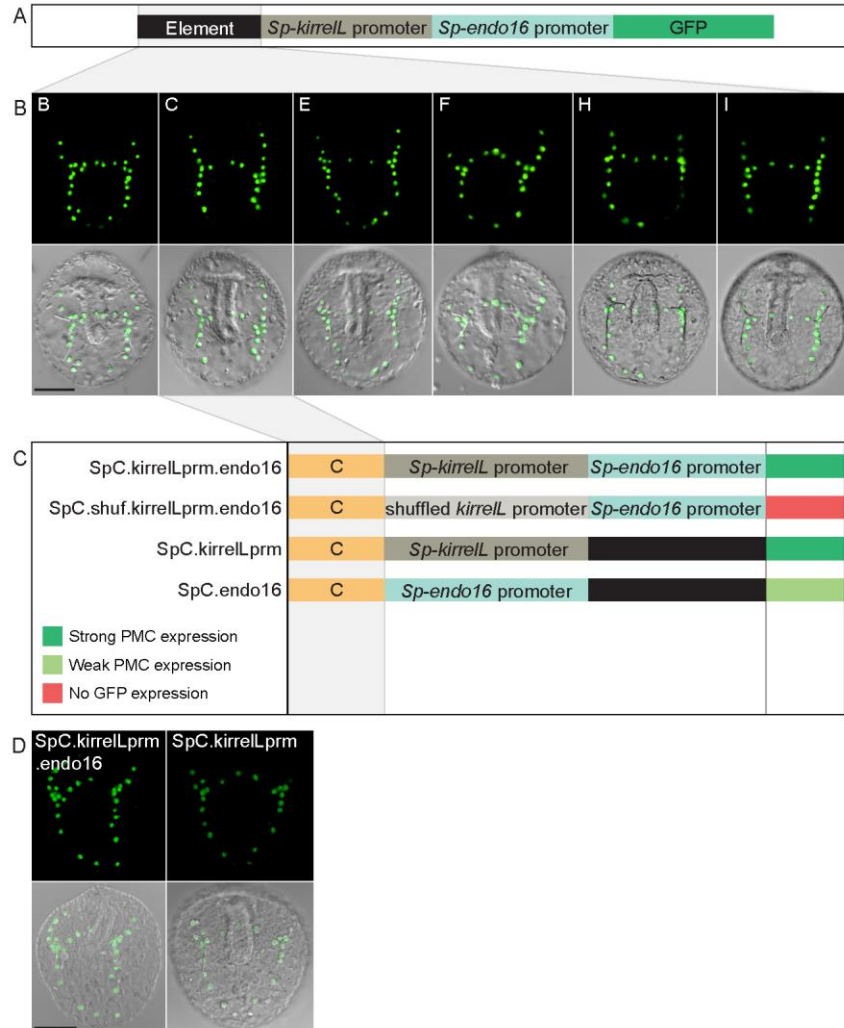 A
Element Sp-kirrelL promoter Sp-endo16 promoter GFP
B
B C E F H I
C
SpC.kirrelLprm.endo16 C Sp-kirrelL promoter Sp-endo16 promoter
SpC.shuf.kirrelLprm.endo16 C shuffled kirrelL promoter Sp-endo16 promoter
SpC.kirrelLprm C Sp-kirrelL promoter
SpC.endo16 C Sp-endo16 promoter
Strong PMC expression
Weak PMC expression
No GFP expression
D
SpC.kirrelLprm
.endo16
SpC.kirrelLprm